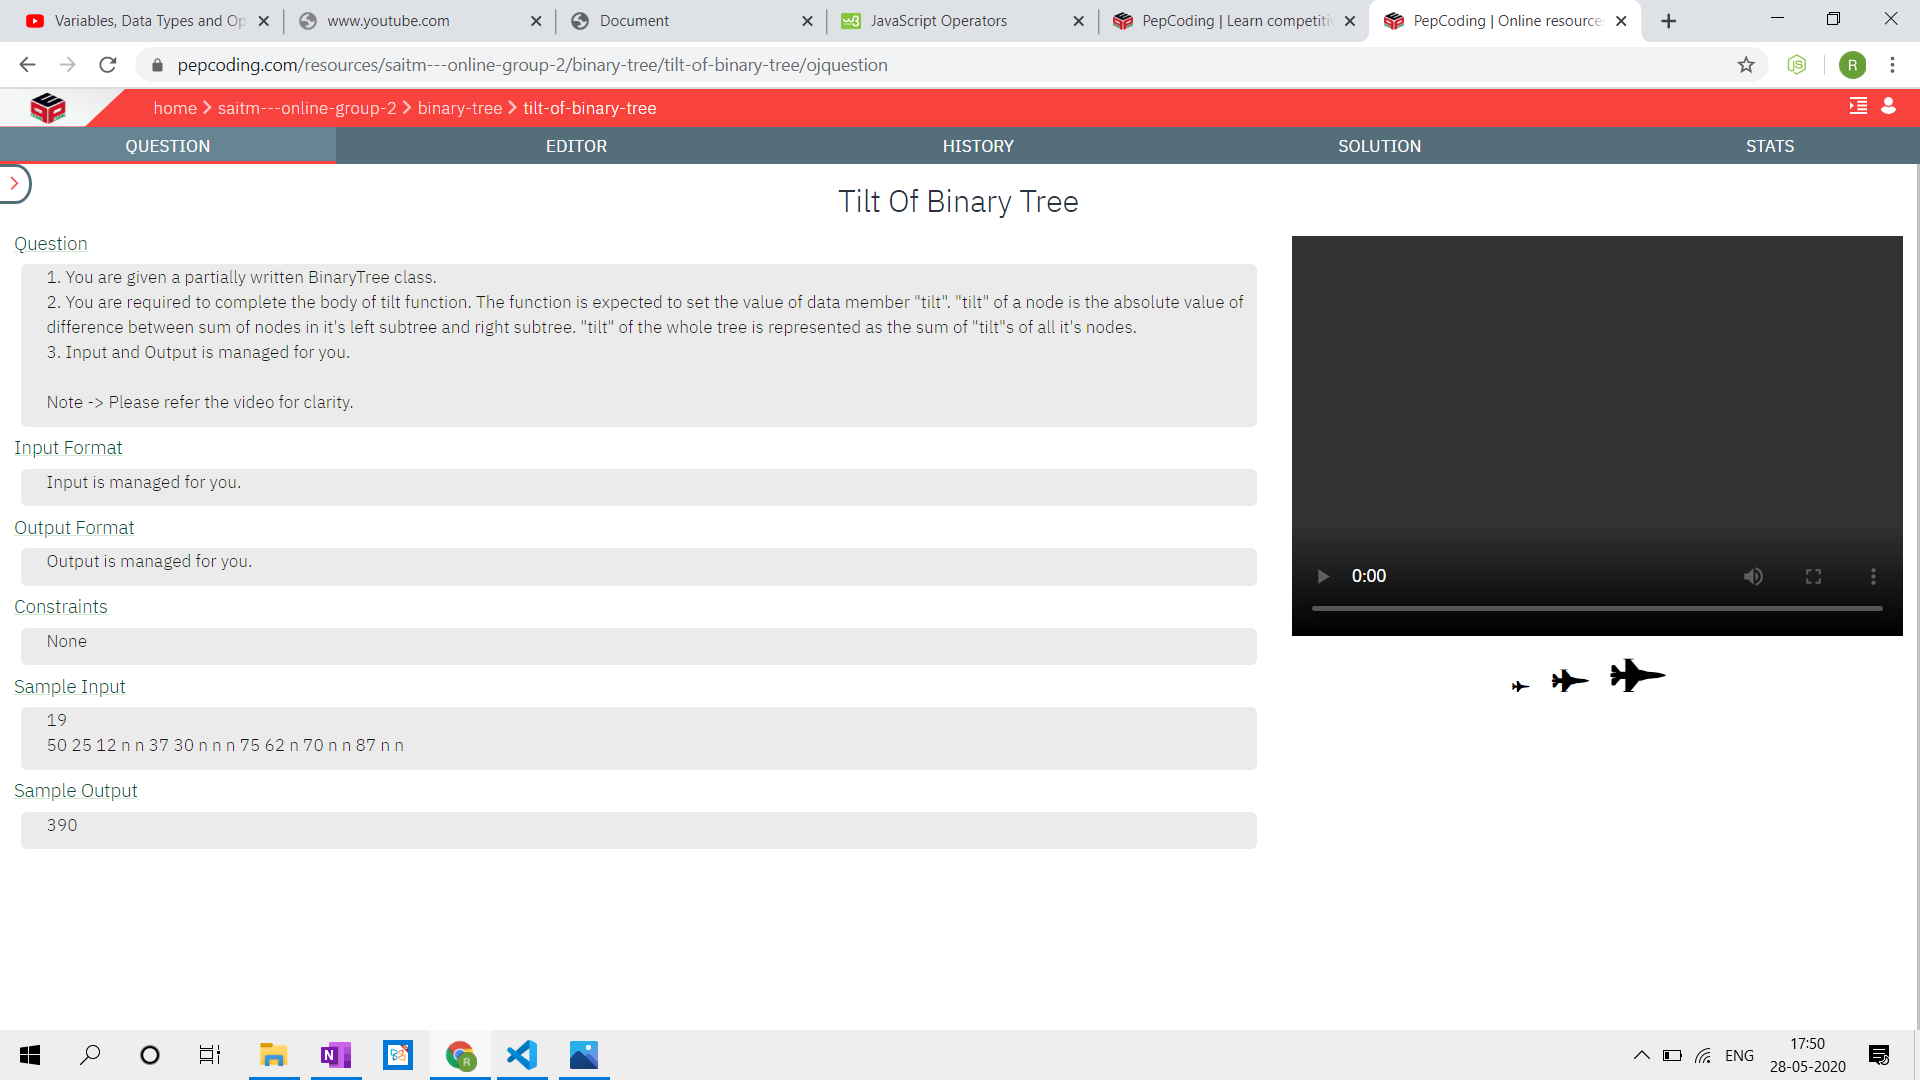 Variables, Data Types and Op
www.youtube.com
Document
JavaScript Operators
PepCoding | Learn competitiv
PepCoding | Online resource
pepcoding.com/resources/saitm---online-group-2/binary-tree/tilt-of-binary-tree/ojquestion
R
home > saitm---online-group-2 > binary-tree > tilt-of-binary-tree
QUESTION EDITOR HISTORY SOLUTION STATS
Tilt Of Binary Tree
Question
1. You are given a partially written BinaryTree class.
2. You are required to complete the body of tilt function. The function is expected to set the value of data member "tilt". "tilt" of a node is the absolute value of
difference between sum of nodes in it's left subtree and right subtree. "tilt" of the whole tree is represented as the sum of "tilt"s of all it's nodes.
3. Input and Output is managed for you.
Note -> Please refer the video for clarity.
Input Format
Input is managed for you.
Output Format
Output is managed for you.
Constraints
None
Sample Input
19
50 25 12 n n 37 30 n n n 75 62 n 70 n n 87 n n
Sample Output
390
0:00
ENG
17:50
28-05-2020